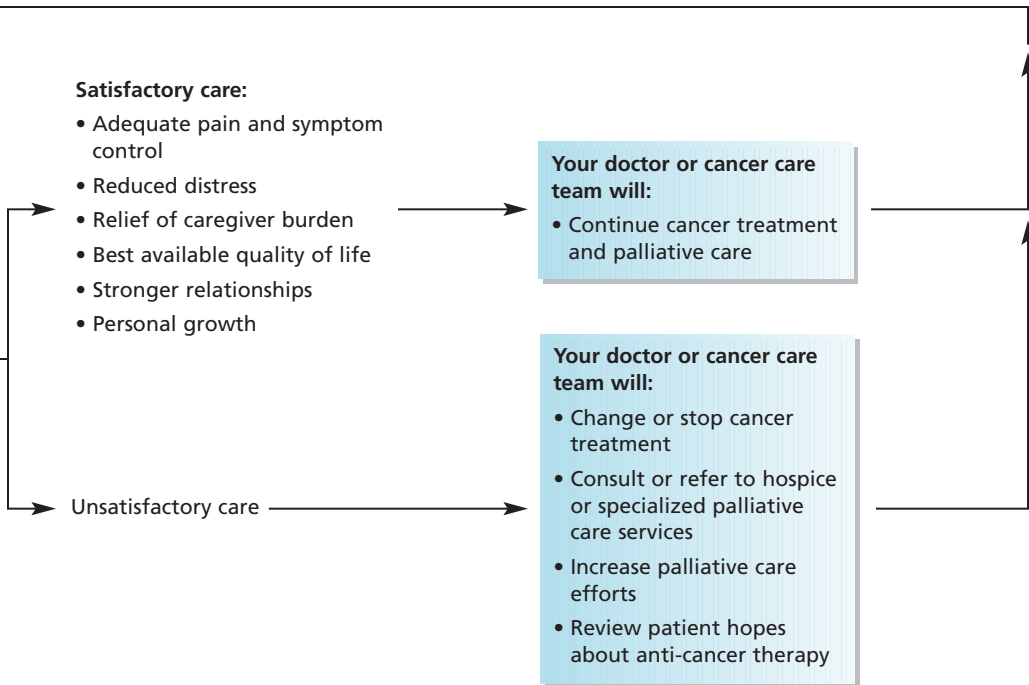 Satisfactory care:
• Adequate pain and symptom
control
• Reduced distress
• Relief of caregiver burden
• Best available quality of life
• Stronger relationships
• Personal growth
Your doctor or cancer care
team will:
• Continue cancer treatment
and palliative care
Unsatisfactory care
Your doctor or cancer care
team will:
• Change or stop cancer
treatment
• Consult or refer to hospice
or specialized palliative
care services
• Increase palliative care
efforts
• Review patient hopes
about anti-cancer therapy